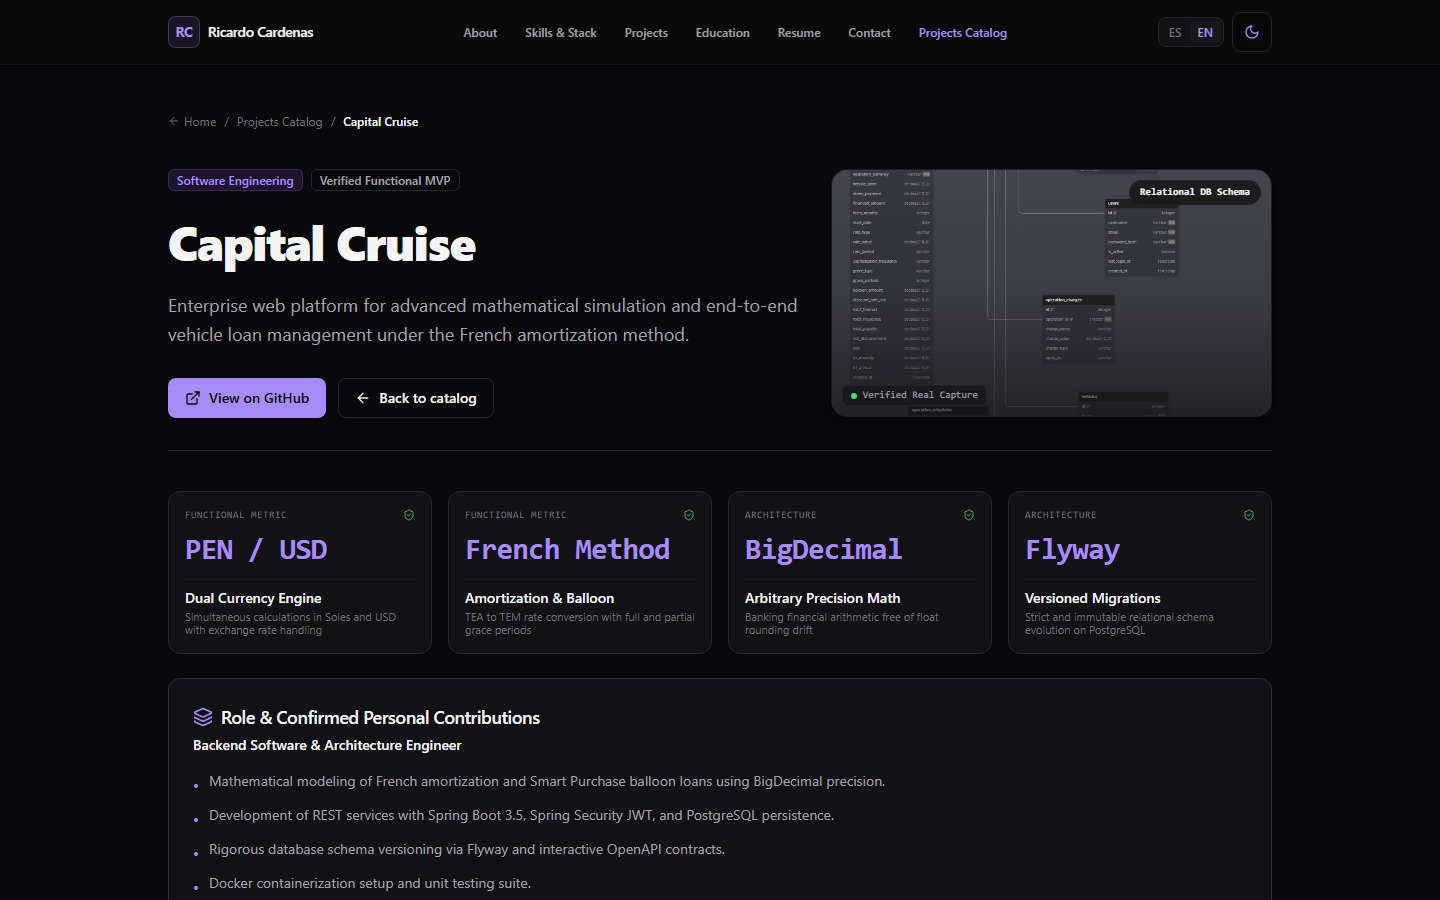 RC Ricardo Cardenas
About Skills & Stack Projects Education Resume Contact Projects Catalog
ES EN
← Home / Projects Catalog / Capital Cruise
Software Engineering Verified Functional MVP
Capital Cruise
Enterprise web platform for advanced mathematical simulation and end-to-end
vehicle loan management under the French amortization method.
View on GitHub
← Back to catalog
Relational DB Schema
users
operation_charges
vehicles
Verified Real Capture
FUNCTIONAL METRIC
PEN / USD
Dual Currency Engine
Simultaneous calculations in Soles and USD
with exchange rate handling
FUNCTIONAL METRIC
French Method
Amortization & Balloon
TEA to TEM rate conversion with full and partial
grace periods
ARCHITECTURE
BigDecimal
Arbitrary Precision Math
Banking financial arithmetic free of float
rounding drift
ARCHITECTURE
Flyway
Versioned Migrations
Strict and immutable relational schema
evolution on PostgreSQL
Role & Confirmed Personal Contributions
Backend Software & Architecture Engineer
• Mathematical modeling of French amortization and Smart Purchase balloon loans using BigDecimal precision.
• Development of REST services with Spring Boot 3.5, Spring Security JWT, and PostgreSQL persistence.
• Rigorous database schema versioning via Flyway and interactive OpenAPI contracts.
• Docker containerization setup and unit testing suite.